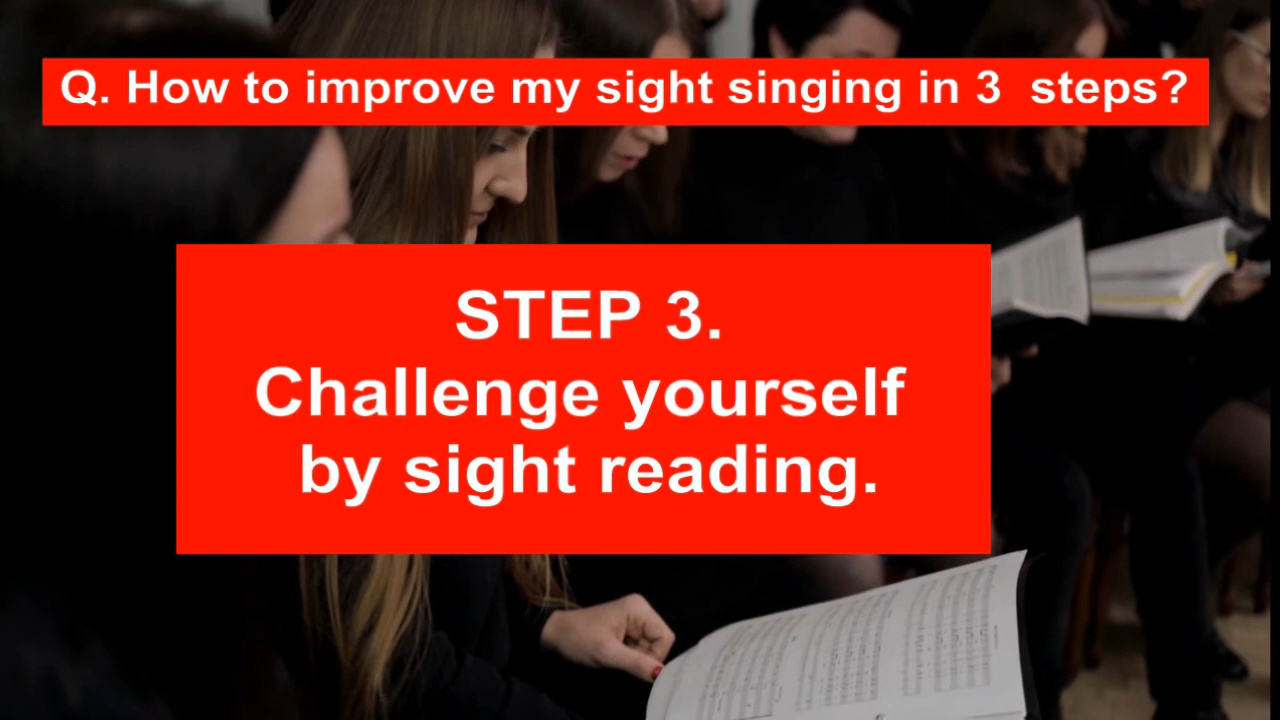 Q. How to improve my sight singing in 3  steps?
STEP 3.
Challenge yourself
by sight reading.